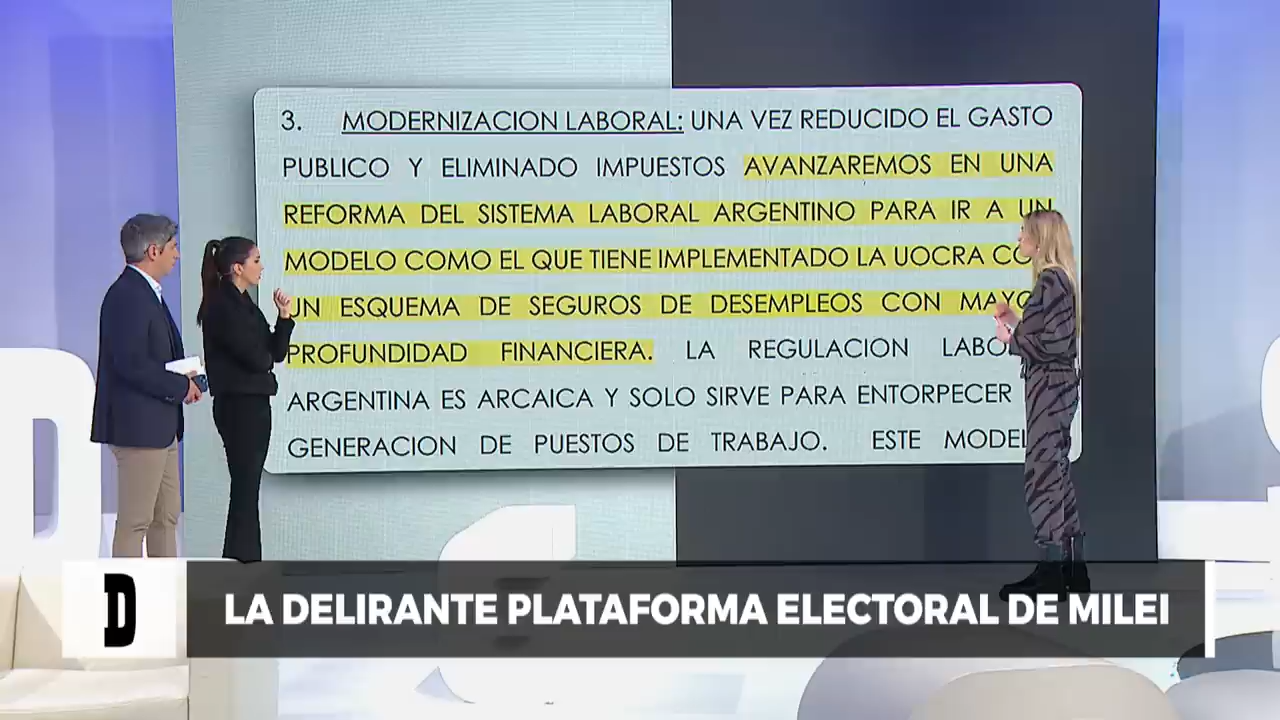 3. MODERNIZACION LABORAL: UNA VEZ REDUCIDO EL GASTO
PUBLICO Y ELIMINADO IMPUESTOS AVANZAREMOS EN UNA
REFORMA DEL SISTEMA LABORAL ARGENTINO PARA IR A UN
MODELO COMO EL QUE TIENE IMPLEMENTADO LA UOCRA
UN ESQUEMA DE SEGUROS DE DESEMPLEOS CON
PROFUNDIDAD FINANCIERA. LA REGULACION
ARGENTINA ES ARCAICA Y SOLO SIRVE PARA ENTORPECER
GENERACION DE PUESTOS DE TRABAJO. ESTE
D
LA DELIRANTE PLATAFORMA ELECTORAL DE MILEI